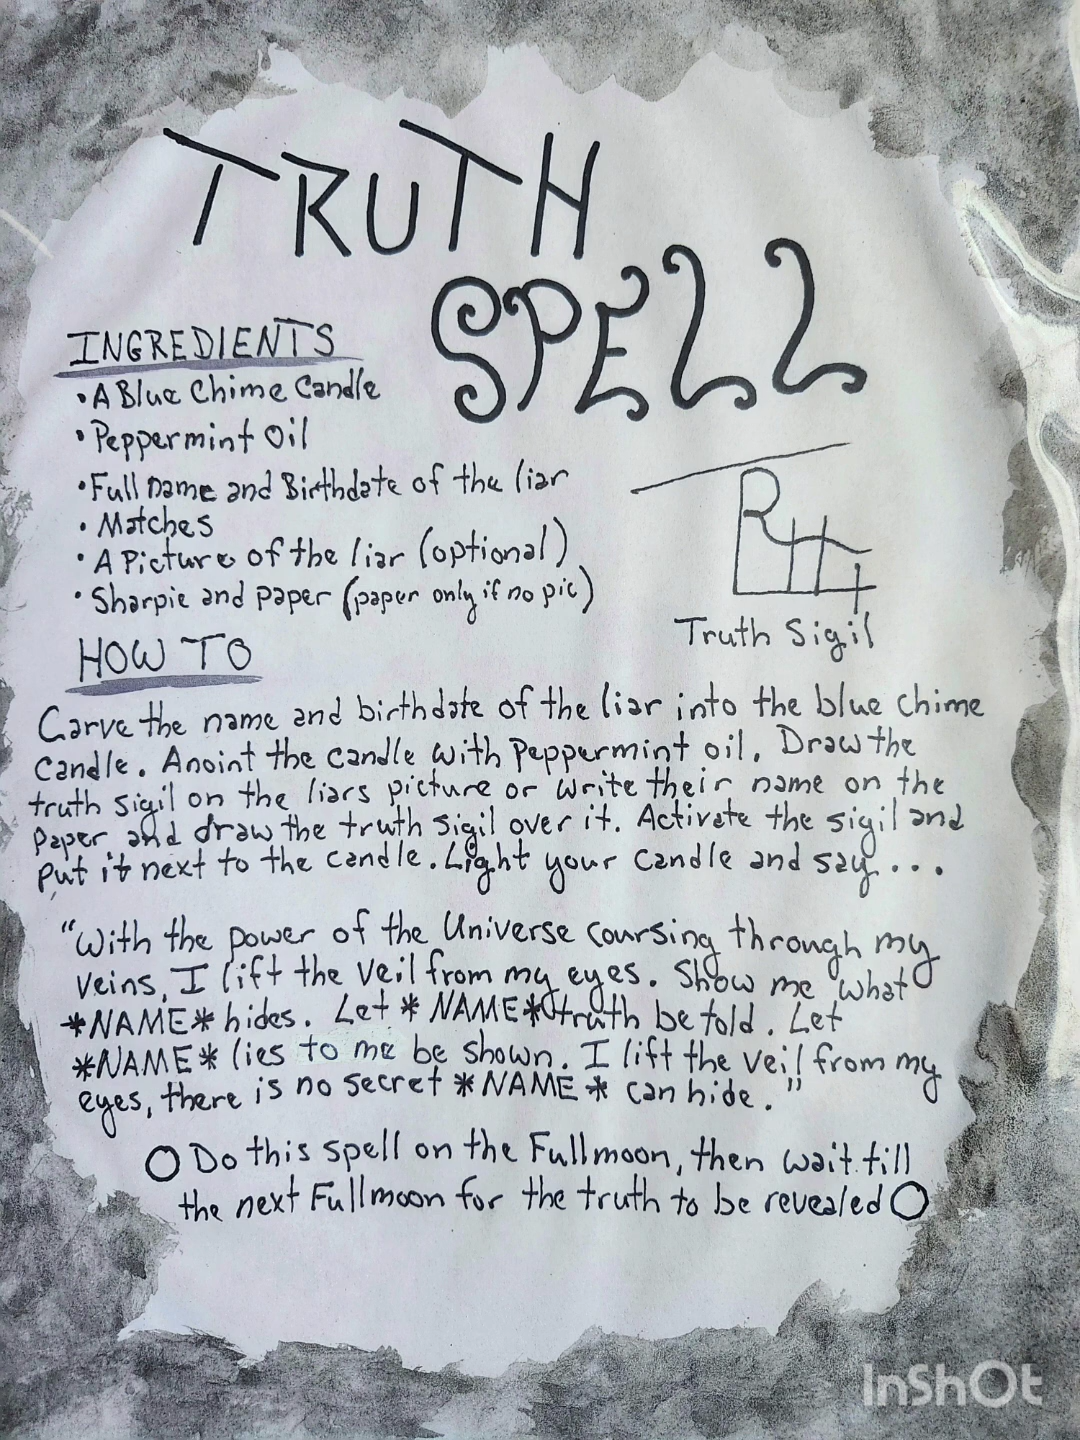 TRUTH
SPELL
INGREDIENTS
• A Blue Chime Candle
• Peppermint Oil
• Full name and Birthdate of the liar
• Matches
• A Picture of the liar (optional)
• Sharpie and paper (paper only if no pic)
Truth Sigil
HOW TO
Carve the name and birthdate of the liar into the blue chime
candle. Anoint the candle with Peppermint oil. Draw the
truth sigil on the liars picture or write their name on the
paper and draw the truth sigil over it. Activate the sigil and
put it next to the candle. Light your candle and say...
"With the power of the Universe coursing through my
veins, I lift the veil from my eyes. Show me what
*NAME* hides. Let *NAME* truth be told. Let
*NAME* lies to me be shown. I lift the veil from my
eyes, there is no secret *NAME* can hide."
O Do this spell on the Fullmoon, then wait till
the next Fullmoon for the truth to be revealed O
InShOt